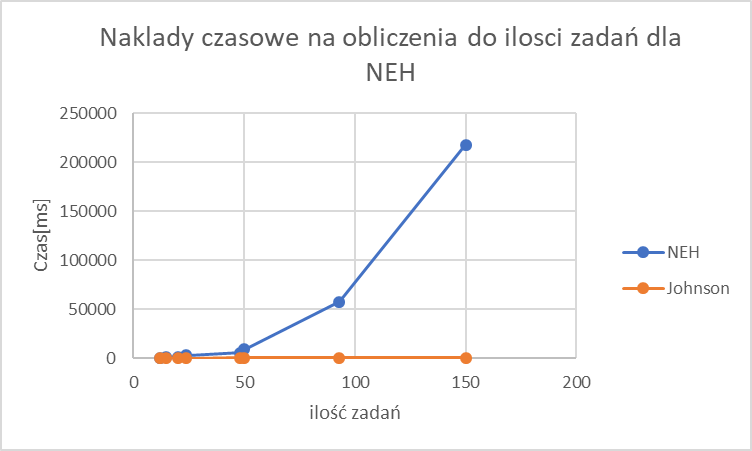 Naklady czasowe na obliczenia do ilosci zadań dla
NEH
250000
200000
150000
100000
50000
0
Czas[ms]
0 50 100 150 200
ilość zadań
NEH
Johnson